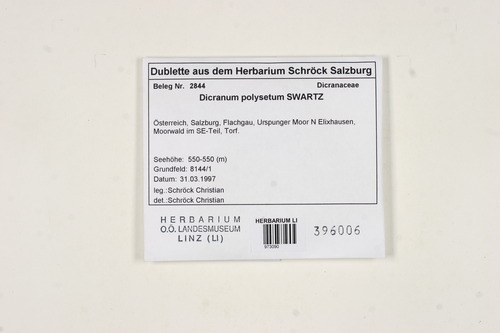 Dublette aus dem Herbarium Schröck Salzburg
Beleg Nr. 2844 Dicranaceae
Dicranum polysetum SWARTZ
Österreich, Salzburg, Flachgau, Urspunger Moor N Elixhausen,
Moorwald im SE-Teil, Torf.
Seehöhe: 550-550 (m)
Grundfeld: 8144/1
Datum: 31.03.1997
leg.:Schröck Christian
det.:Schröck Christian
HERBARIUM
O.Ö. LANDESMUSEUM
LINZ (LI)
HERBARIUM LI
973090
396006